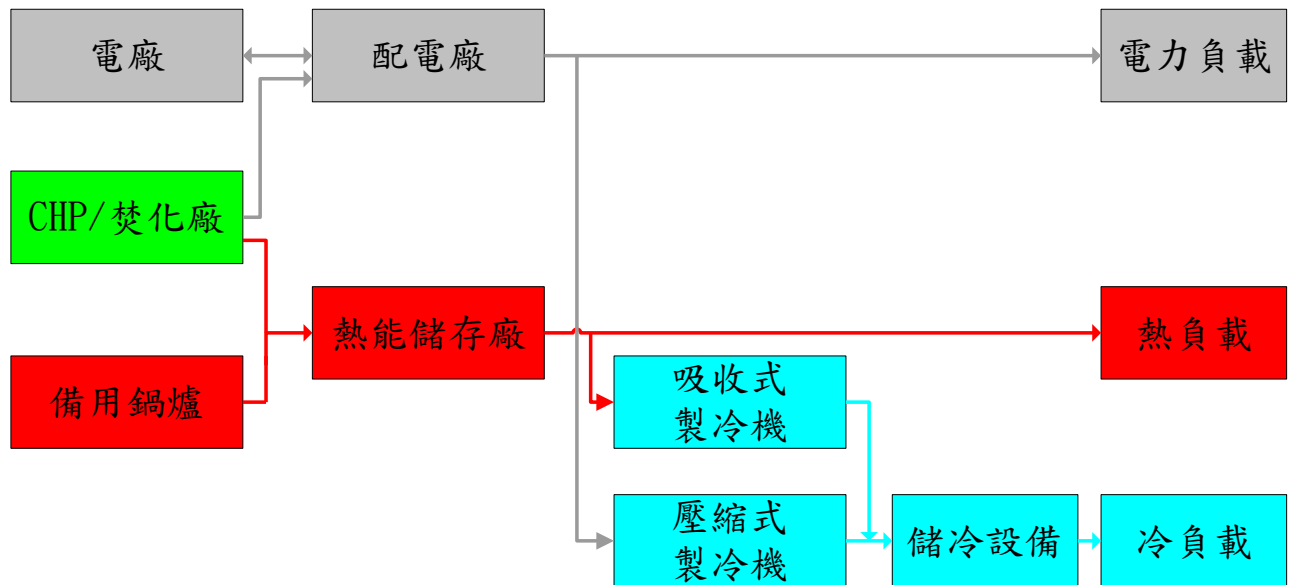 電廠
配電廠
電力負載
CHP/焚化廠
熱能儲存廠
熱負載
備用鍋爐
吸收式
製冷機
壓縮式
製冷機
儲冷設備
冷負載